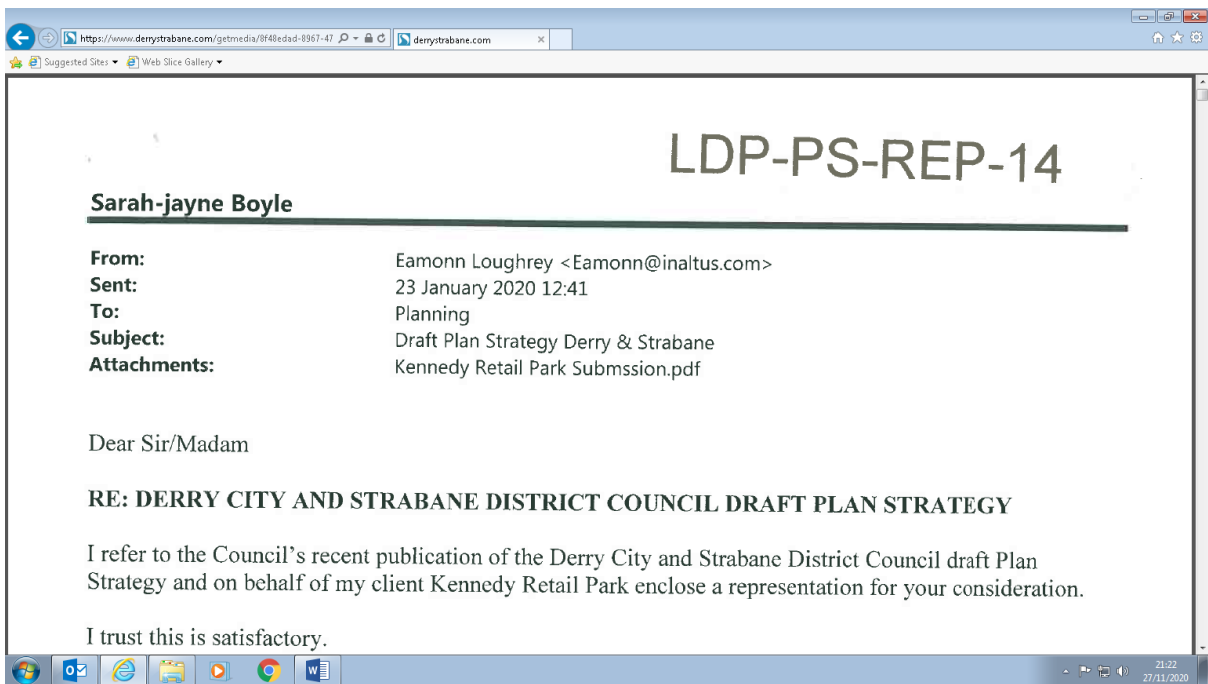 https://www.derrystrabane.com/getmedia/8f48edad-8967-47
derrystrabane.com
Suggested Sites
Web Slice Gallery
LDP-PS-REP-14
Sarah-jayne Boyle
From: Eamonn Loughrey <Eamonn@inaltus.com>
Sent: 23 January 2020 12:41
To: Planning
Subject: Draft Plan Strategy Derry & Strabane
Attachments: Kennedy Retail Park Submssion.pdf
Dear Sir/Madam
RE: DERRY CITY AND STRABANE DISTRICT COUNCIL DRAFT PLAN STRATEGY
I refer to the Council's recent publication of the Derry City and Strabane District Council draft Plan
Strategy and on behalf of my client Kennedy Retail Park enclose a representation for your consideration.
I trust this is satisfactory.
21:22
27/11/2020